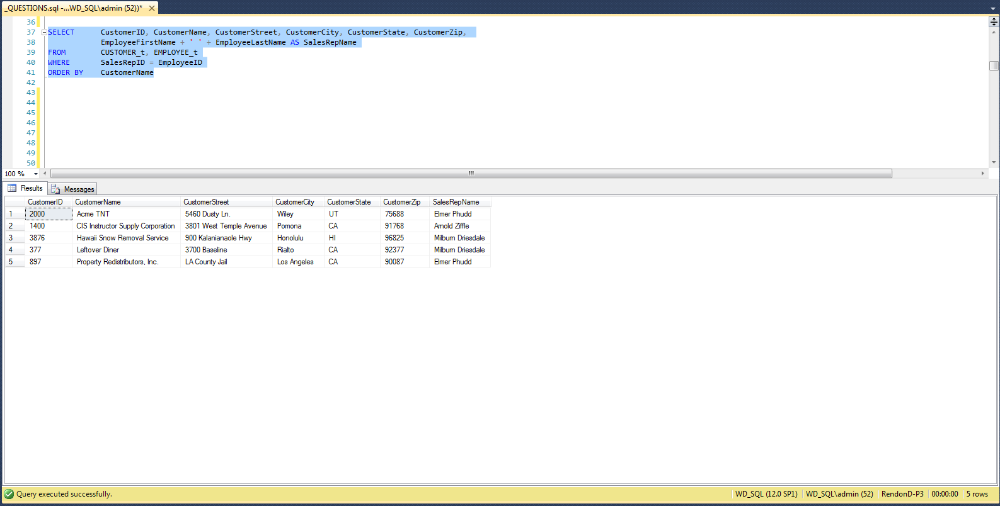 _QUESTIONS.sql -...WD_SQL\admin (52))*
36
37 SELECT CustomerID, CustomerName, CustomerStreet, CustomerCity, CustomerState, CustomerZip,
38 EmployeeFirstName + ' ' + EmployeeLastName AS SalesRepName
39 FROM CUSTOMER_t, EMPLOYEE_t
40 WHERE SalesRepID = EmployeeID
41 ORDER BY CustomerName
42
43
44
45
46
47
48
49
50
100 %
Results Messages
CustomerID CustomerName CustomerStreet CustomerCity CustomerState CustomerZip SalesRepName
1 2000 Acme TNT 5460 Dusty Ln. Wiley UT 75688 Elmer Phudd
2 1400 CIS Instructor Supply Corporation 3801 West Temple Avenue Pomona CA 91768 Arnold Ziffle
3 3876 Hawaii Snow Removal Service 900 Kalanianaole Hwy Honolulu HI 96825 Milburn Driesdale
4 377 Leftover Diner 3700 Baseline Rialto CA 92377 Milburn Driesdale
5 897 Property Redistributors, Inc. LA County Jail Los Angeles CA 90087 Elmer Phudd
Query executed successfully. WD_SQL (12.0 SP1) WD_SQL\admin (52) RendonD-P3 00:00:00 5 rows